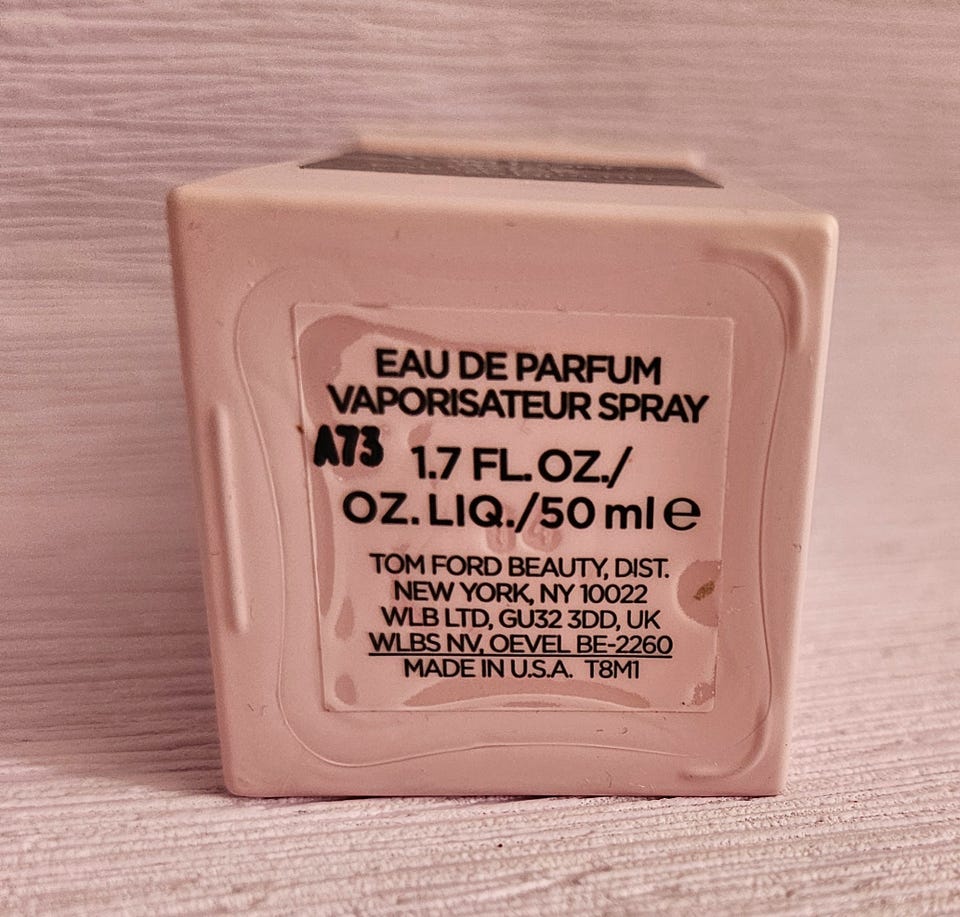 EAU DE PARFUM
VAPORISATEUR SPRAY
A73 1.7 FL. OZ./
OZ. LIQ./50 ml e
TOM FORD BEAUTY, DIST.
NEW YORK, NY 10022
WLB LTD, GU32 3DD, UK
WLBS NV, OEVEL BE-2260
MADE IN U.S.A. T8M1